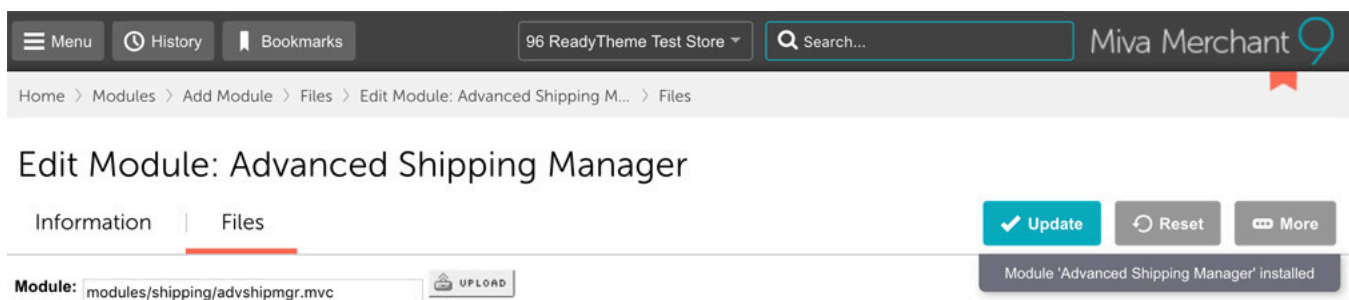 Menu History Bookmarks 96 ReadyTheme Test Store Search... Miva Merchant 9
Home > Modules > Add Module > Files > Edit Module: Advanced Shipping M... > Files
Edit Module: Advanced Shipping Manager
Information | Files Update Reset More
Module 'Advanced Shipping Manager' installed
Module: modules/shipping/advshipmgr.mvc UPLOAD